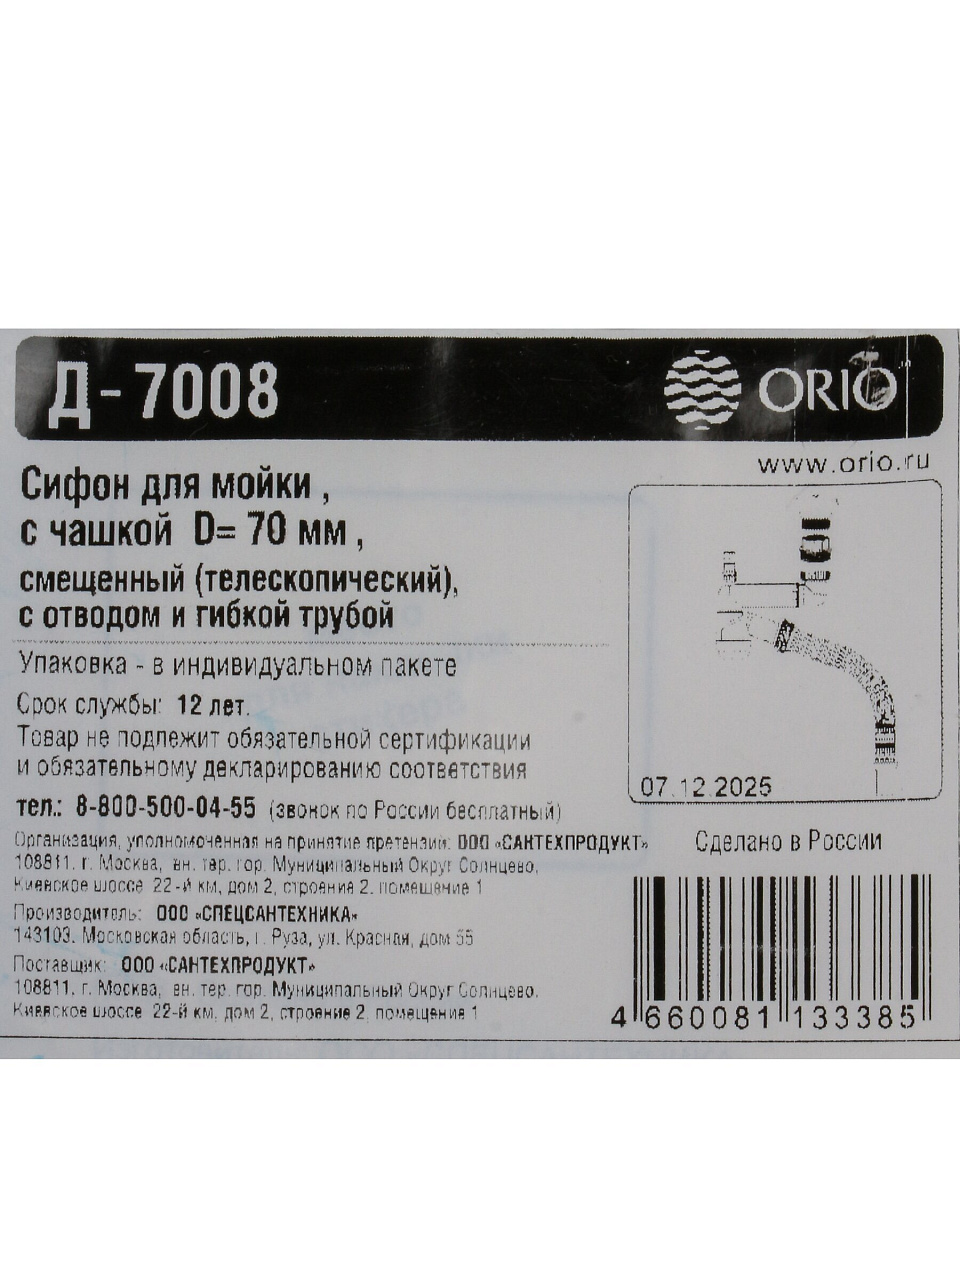 Д-7008
ORIO
www.orio.ru
Сифон для мойки ,
с чашкой D= 70 мм ,
смещенный (телескопический),
с отводом и гибкой трубой
Упаковка - в индивидуальном пакете
Срок службы: 12 лет.
Товар не подлежит обязательной сертификации
и обязательному декларированию соответствия
тел.: 8-800-500-04-55 (звонок по России бесплатный)
Организация, уполномоченная на принятие претензий: ООО «САНТЕХПРОДУКТ»
108811. г. Москва, вн. тер. гор. Муниципальный Округ Солнцево,
Киевское шоссе 22-й км, дом 2, строение 2, помещение 1
Производитель: ООО «СПЕЦСАНТЕХНИКА»
143103. Московская область, г. Руза, ул. Красная, дом 55
Поставщик: ООО «САНТЕХПРОДУКТ»
108811, г. Москва, вн. тер. гор. Муниципальный Округ Солнцево,
Киевское шоссе 22-й км, дом 2, строение 2, помещение 1
07.12.2025
Сделано в России
4 660081 133385